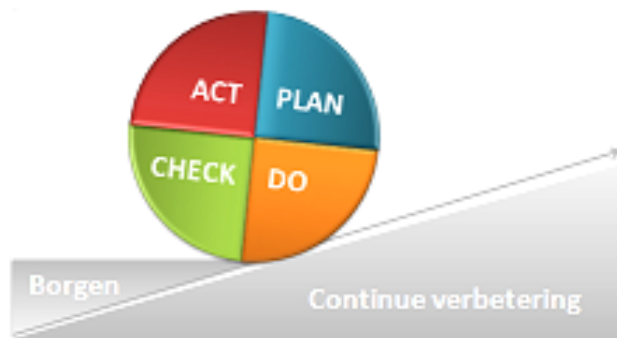 ACT
PLAN
CHECK
DO
Borgen
Continue verbetering